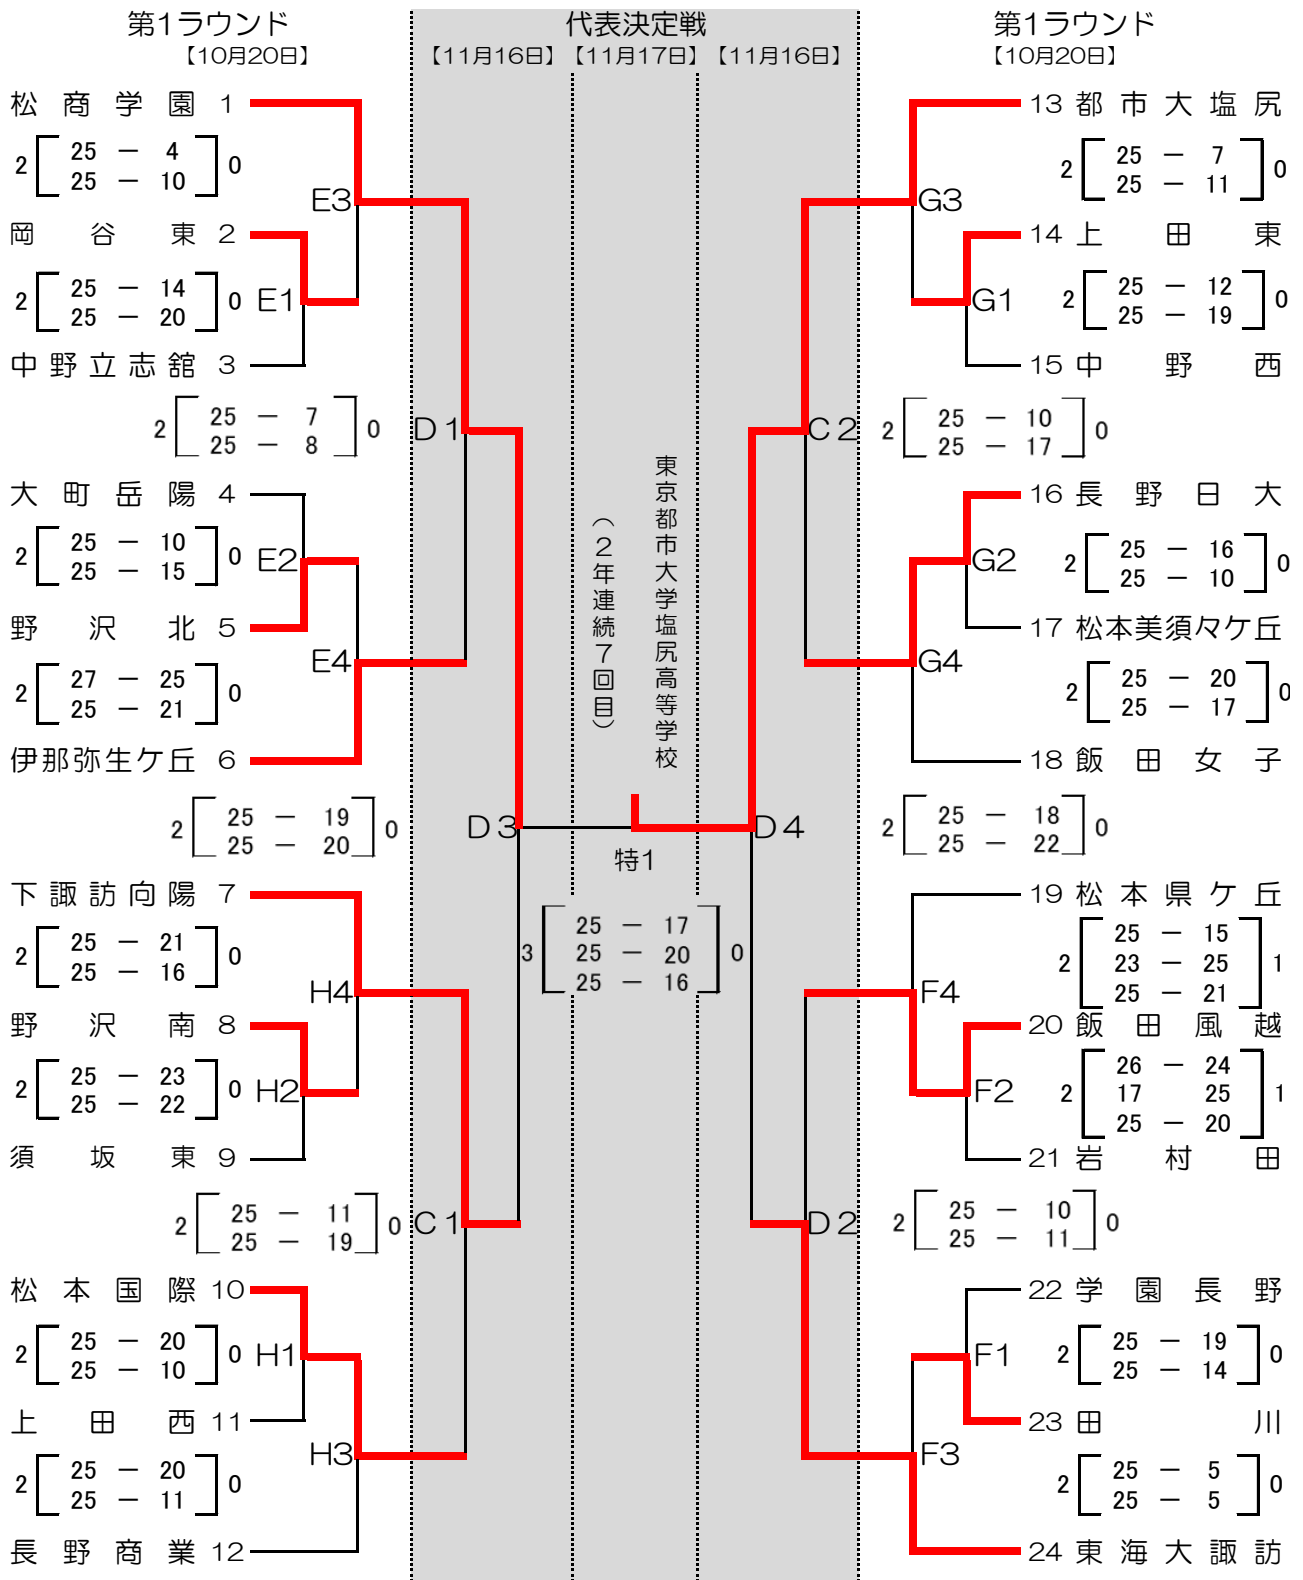 第1ラウンド
【10月20日】
代表決定戦
【11月16日】【11月17日】【11月16日】
第1ラウンド
【10月20日】
松商学園 1
2 25 － 4 0
25 － 10
E3
岡谷東 2
2 25 － 14 0
25 － 20
E1
中野立志舘 3
2 25 － 7 0
25 － 8
D1
大町岳陽 4
2 25 － 10 0
25 － 15
E2
野沢北 5
E4
2 27 － 25 0
25 － 21
伊那弥生ケ丘 6
2 25 － 19 0
25 － 20
D3
下諏訪向陽 7
2 25 － 21 0
25 － 16
H4
野沢南 8
2 25 － 23 0
25 － 22
H2
須坂東 9
2 25 － 11 0
25 － 19
C1
松本国際 10
2 25 － 20 0
25 － 10
H1
上田西 11
H3
2 25 － 20 0
25 － 11
長野商業 12
東京都市大学塩尻高等学校
（2年連続7回目）
特1
3 25 － 17 0
25 － 20
25 － 16
13 都市大塩尻
2 25 － 7 0
25 － 11
G3
14 上田東
2 25 － 12 0
25 － 19
G1
15 中野西
C2
2 25 － 10 0
25 － 17
16 長野日大
2 25 － 16 0
25 － 10
G2
17 松本美須々ケ丘
G4
2 25 － 20 0
25 － 17
18 飯田女子
D4
2 25 － 18 0
25 － 22
19 松本県ケ丘
2 25 － 15 1
23 － 25
25 － 21
F4
20 飯田風越
2 26 － 24 1
17 25
25 － 20
F2
21 岩村田
D2
2 25 － 10 0
25 － 11
22 学園長野
2 25 － 19 0
25 － 14
F1
23 田川
F3
2 25 － 5 0
25 － 5
24 東海大諏訪